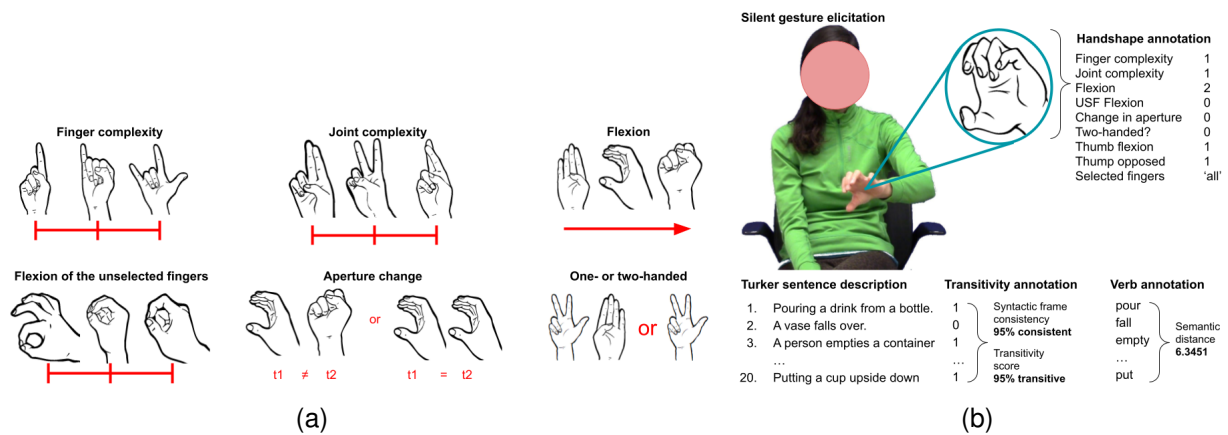 Finger complexity
Joint complexity
Flexion
Flexion of the unselected fingers
Aperture change
One- or two-handed
or
t1 ≠ t2
t1 = t2
or
(a)
Silent gesture elicitation
Handshape annotation
Finger complexity 1
Joint complexity 1
Flexion 2
USF Flexion 0
Change in aperture 0
Two-handed? 0
Thumb flexion 1
Thump opposed 1
Selected fingers 'all'
Turker sentence description
1. Pouring a drink from a bottle.
2. A vase falls over.
3. A person empties a container
...
20. Putting a cup upside down
Transitivity annotation
1
0
1
...
1
Syntactic frame
consistency
95% consistent
Transitivity
score
95% transitive
Verb annotation
pour
fall
empty
...
put
Semantic
distance
6.3451
(b)